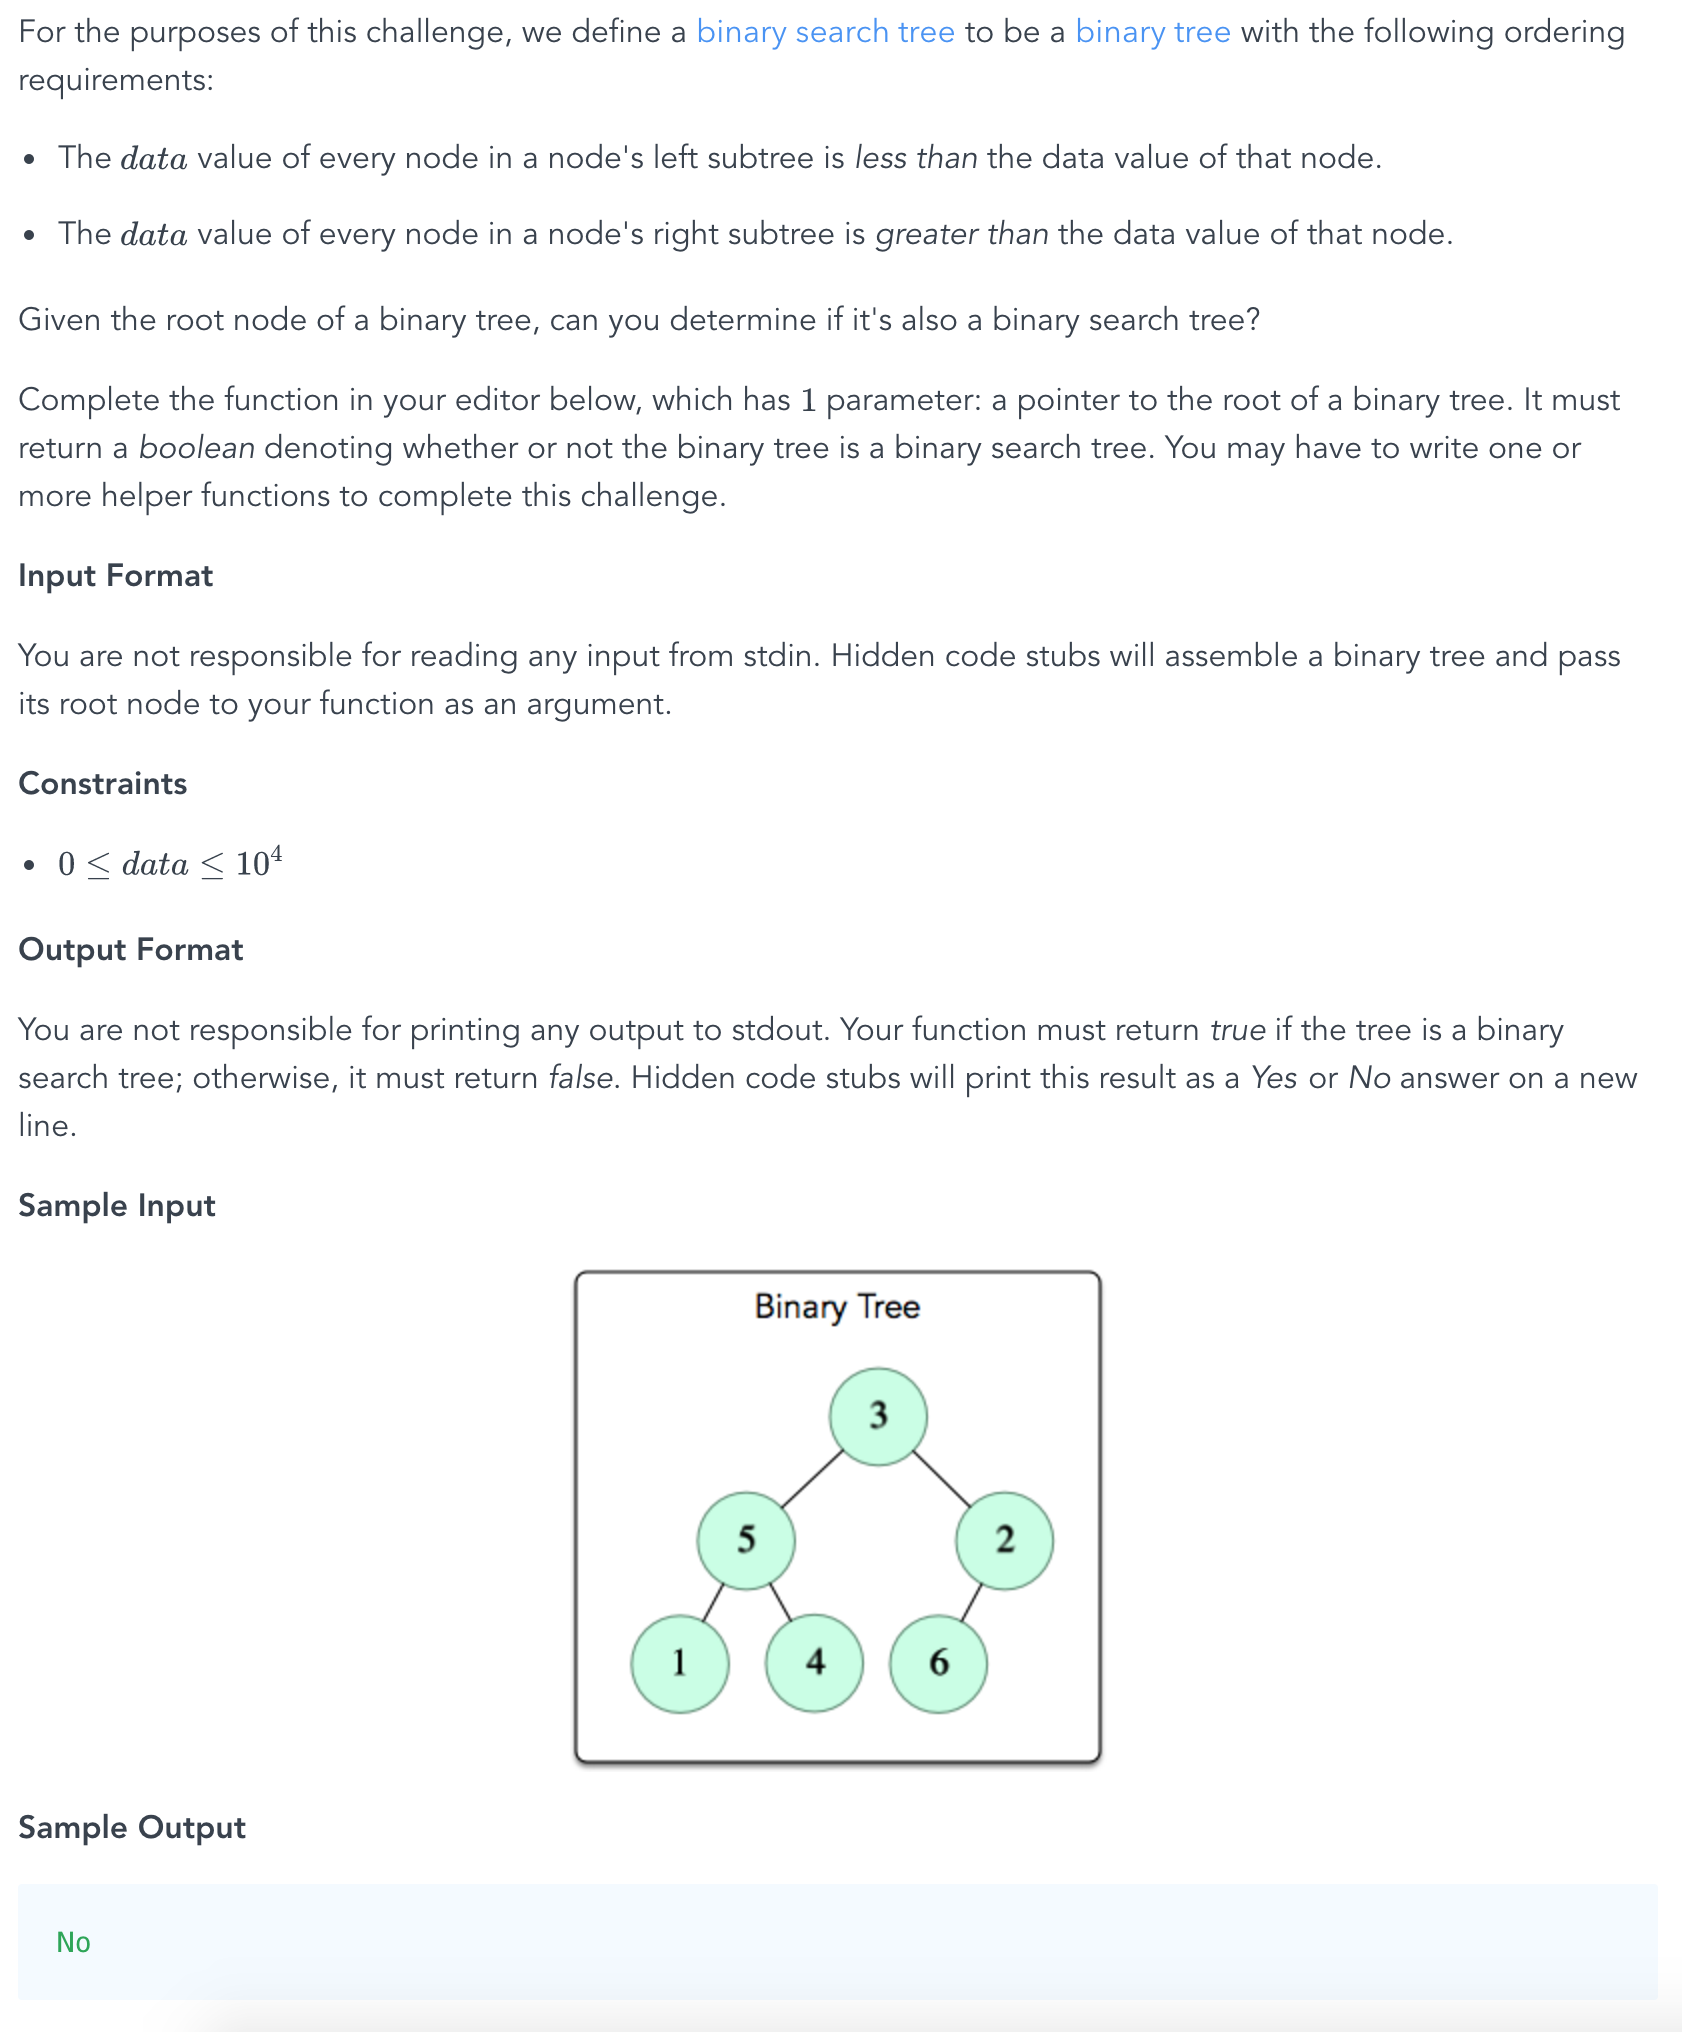 For the purposes of this challenge, we define a binary search tree to be a binary tree with the following ordering
requirements:
• The data value of every node in a node's left subtree is less than the data value of that node.
• The data value of every node in a node's right subtree is greater than the data value of that node.
Given the root node of a binary tree, can you determine if it's also a binary search tree?
Complete the function in your editor below, which has 1 parameter: a pointer to the root of a binary tree. It must
return a boolean denoting whether or not the binary tree is a binary search tree. You may have to write one or
more helper functions to complete this challenge.
Input Format
You are not responsible for reading any input from stdin. Hidden code stubs will assemble a binary tree and pass
its root node to your function as an argument.
Constraints
• 0 ≤ data ≤ 10⁴
Output Format
You are not responsible for printing any output to stdout. Your function must return true if the tree is a binary
search tree; otherwise, it must return false. Hidden code stubs will print this result as a Yes or No answer on a new
line.
Sample Input
Binary Tree
3
5 2
1 4 6
Sample Output
No